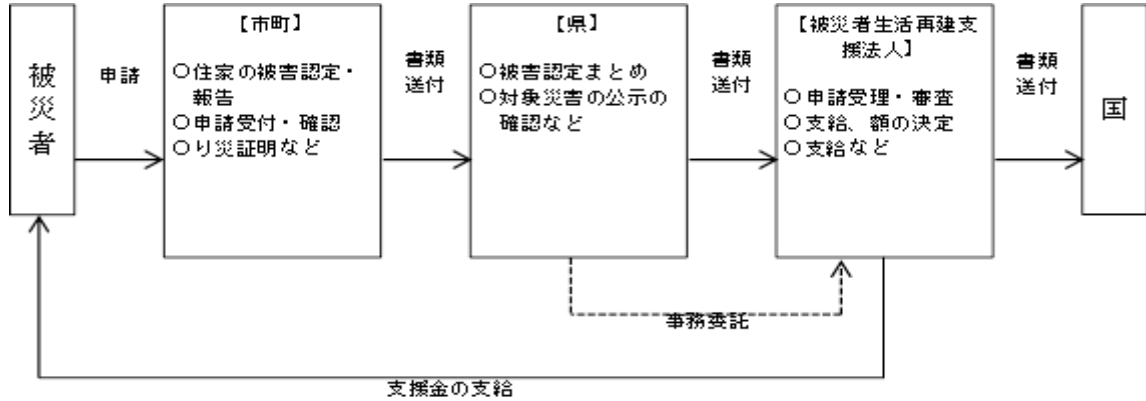 被災者
申請
【市町】
○住家の被害認定・
報告
○申請受付・確認
○り災証明など
書類
送付
【県】
○被害認定まとめ
○対象災害の公示の
確認など
書類
送付
【被災者生活再建支
援法人】
○申請受理・審査
○支給、額の決定
○支給など
書類
送付
国
事務委託
支援金の支給